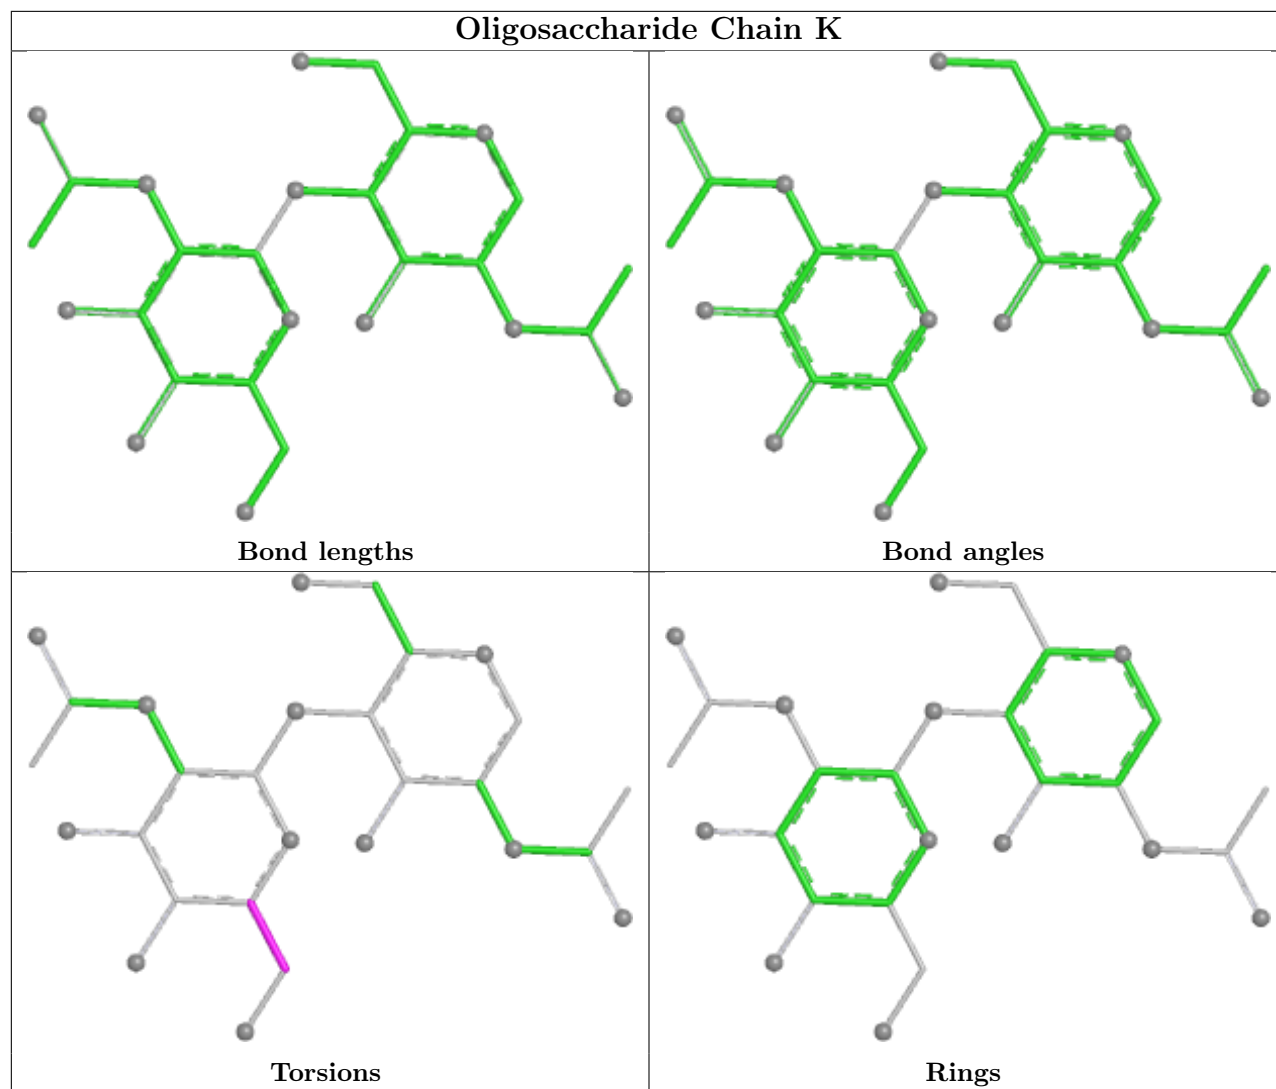 Oligosaccharide Chain K
Bond lengths
Bond angles
Torsions
Rings